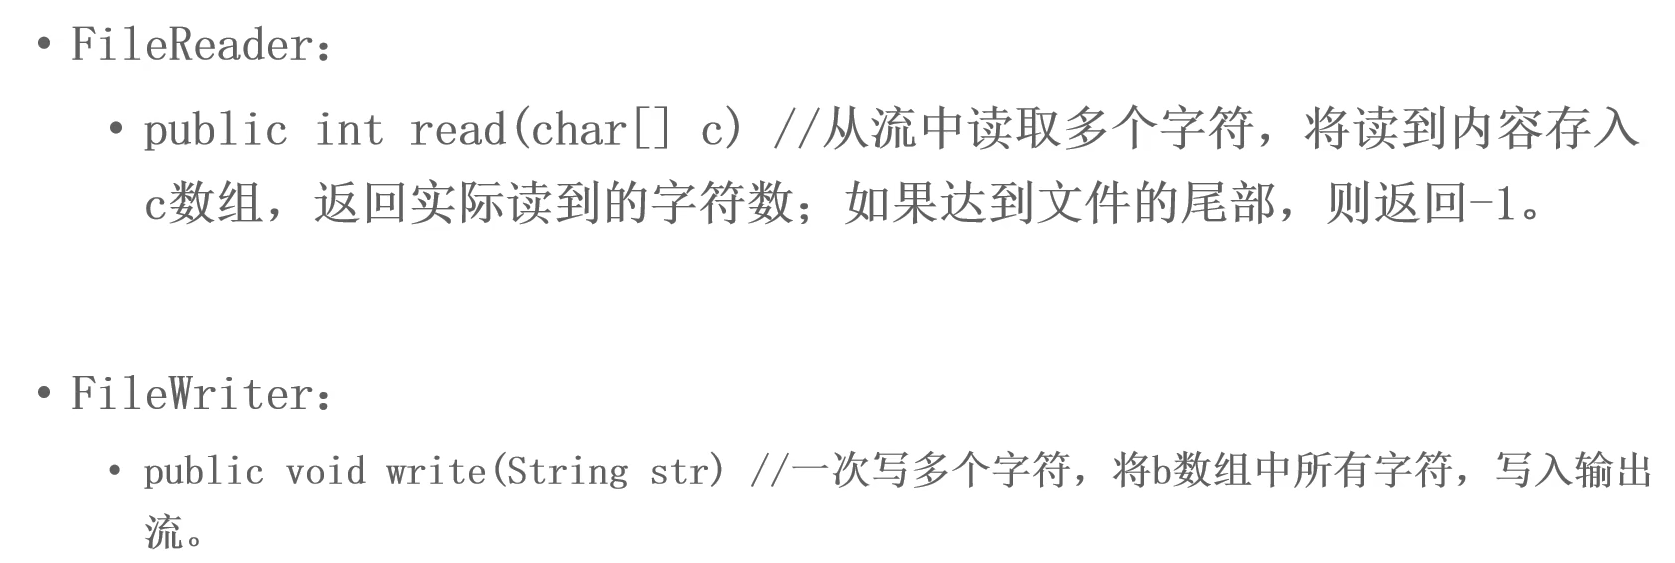 • FileReader：
• public int read(char[] c) //从流中读取多个字符，将读到内容存入
c数组，返回实际读到的字符数；如果达到文件的尾部，则返回-1。
• FileWriter：
• public void write(String str) //一次写多个字符，将b数组中所有字符，写入输出
流。